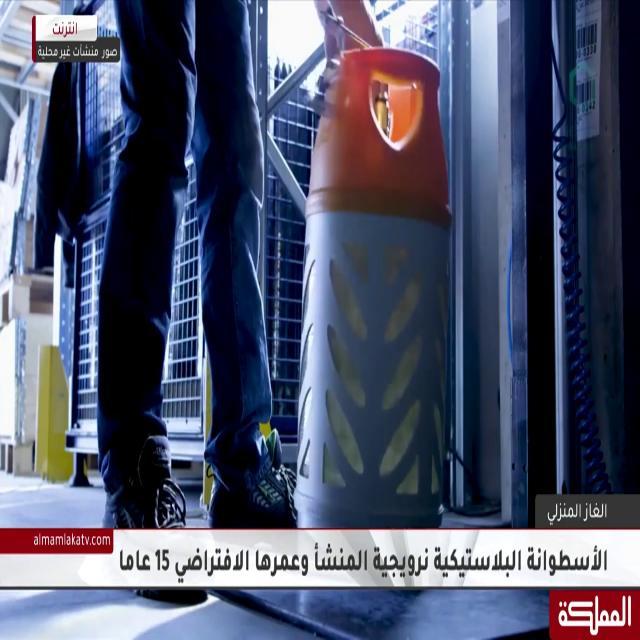 انترنت
صور منشآت غير محلية
الغاز المنزلي
almamlakatv.com
الأسطوانة البلاستيكية نرويجية المنشأ وعمرها الافتراضي 15 عاما
المملكة